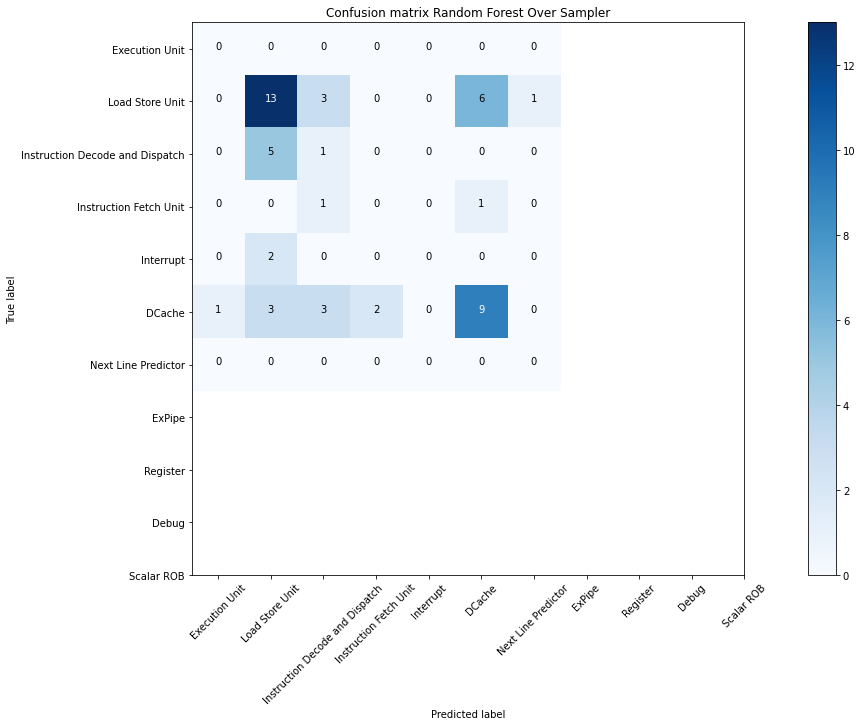 Confusion matrix Random Forest Over Sampler
Execution Unit 0 0 0 0 0 0 0
Load Store Unit 0 13 3 0 0 6 1
Instruction Decode and Dispatch 0 5 1 0 0 0 0
Instruction Fetch Unit 0 0 1 0 0 1 0
Interrupt 0 2 0 0 0 0 0
DCache 1 3 3 2 0 9 0
Next Line Predictor 0 0 0 0 0 0 0
ExPipe
Register
Debug
Scalar ROB
True label
Execution Unit
Load Store Unit
Instruction Decode and Dispatch
Instruction Fetch Unit
Interrupt
DCache
Next Line Predictor
ExPipe
Register
Debug
Scalar ROB
Predicted label
12
10
8
6
4
2
0